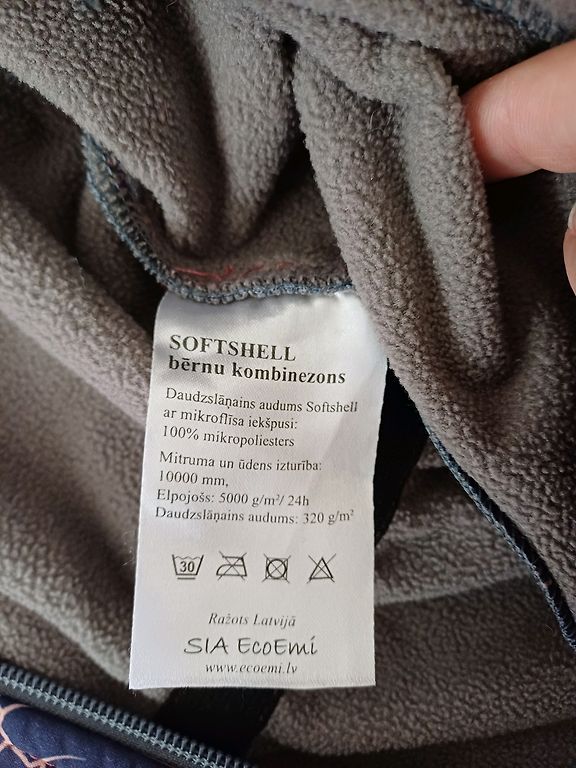 SOFTSHELL
bērnu kombinezons
Daudzslāņains audums Softshell
ar mikroflīsa iekšpusi:
100% mikropoliesters
Mitruma un ūdens izturība:
10000 mm,
Elpojošs: 5000 g/m²/ 24h
Daudzslāņains audums: 320 g/m²
30
Ražots Latvijā
SIA EcoEmi
www.ecoemi.lv